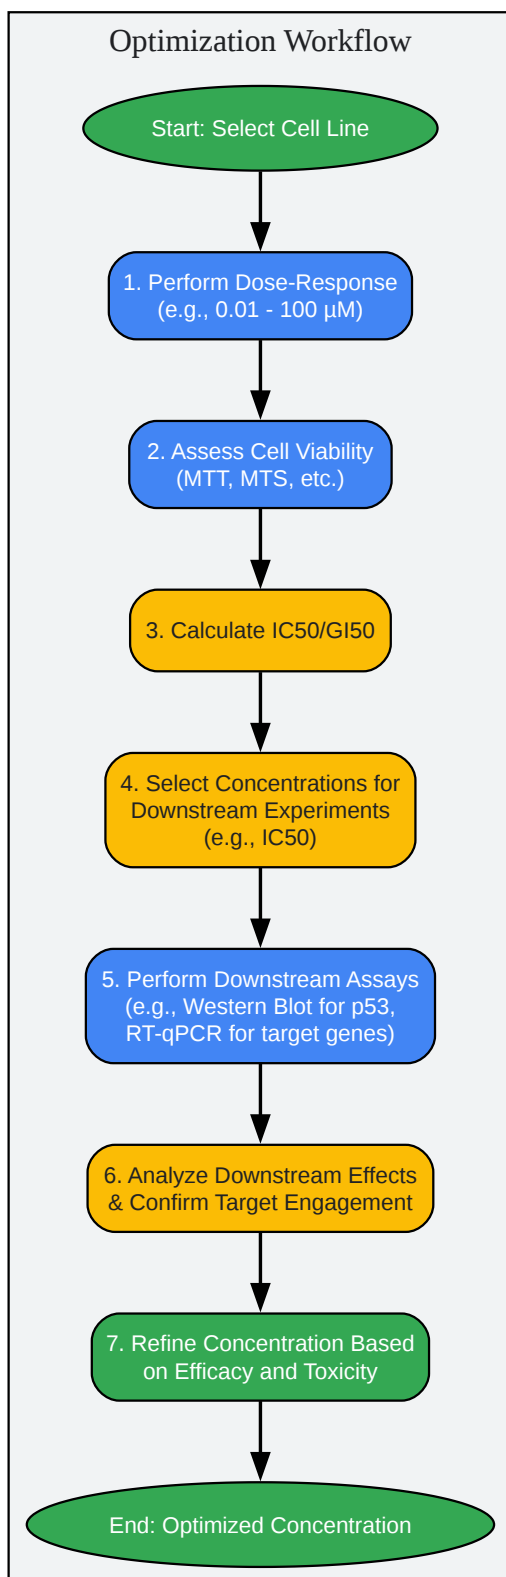 Optimization Workflow
Start: Select Cell Line
1. Perform Dose-Response
(e.g., 0.01 - 100 µM)
2. Assess Cell Viability
(MTT, MTS, etc.)
3. Calculate IC50/GI50
4. Select Concentrations for
Downstream Experiments
(e.g., IC50)
5. Perform Downstream Assays
(e.g., Western Blot for p53,
RT-qPCR for target genes)
6. Analyze Downstream Effects
& Confirm Target Engagement
7. Refine Concentration Based
on Efficacy and Toxicity
End: Optimized Concentration